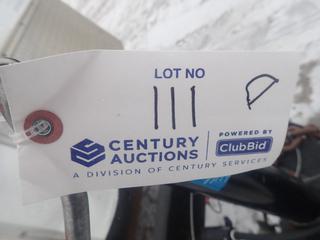 LOT NO
111 D
CENTURY AUCTIONS
POWERED BY
ClubBid
A DIVISION OF CENTURY SERVICES